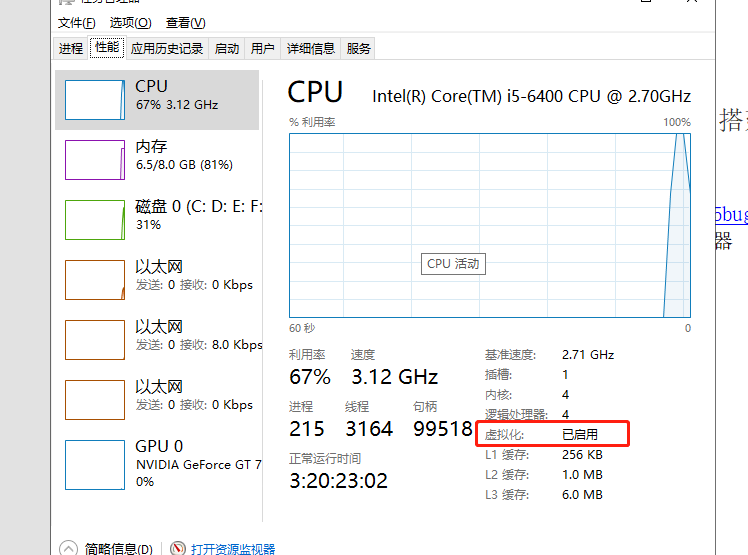 文件(F) 选项(O) 查看(V)
进程 性能 应用历史记录 启动 用户 详细信息 服务
CPU
67% 3.12 GHz
内存
6.5/8.0 GB (81%)
磁盘 0 (C: D: E: F:
31%
以太网
发送: 0 接收: 0 Kbps
以太网
发送: 0 接收: 8.0 Kbps
以太网
发送: 0 接收: 0 Kbps
GPU 0
NVIDIA GeForce GT 7
0%
CPU Intel(R) Core(TM) i5-6400 CPU @ 2.70GHz
% 利用率 100%
CPU 活动
60 秒 0
利用率 速度
67% 3.12 GHz
进程 线程 句柄
215 3164 99518
正常运行时间
3:20:23:02
基准速度: 2.71 GHz
插槽: 1
内核: 4
逻辑处理器: 4
虚拟化: 已启用
L1 缓存: 256 KB
L2 缓存: 1.0 MB
L3 缓存: 6.0 MB
简略信息(D) 打开资源监视器
搭
5bug
器